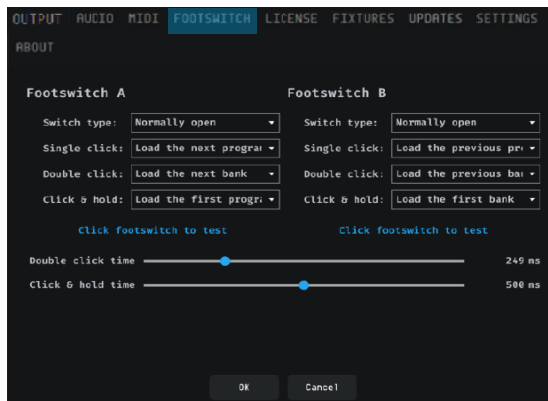 OUTPUT AUDIO MIDI FOOTSWITCH LICENSE FIXTURES UPDATES SETTINGS
ABOUT
Footswitch A
Switch type: Normally open
Single click: Load the next program
Double click: Load the next bank
Click & hold: Load the first progra
Click footswitch to test
Footswitch B
Switch type: Normally open
Single click: Load the previous pro
Double click: Load the previous ban
Click & hold: Load the first bank
Click footswitch to test
Double click time 249 ms
Click & hold time 500 ms
OK Cancel